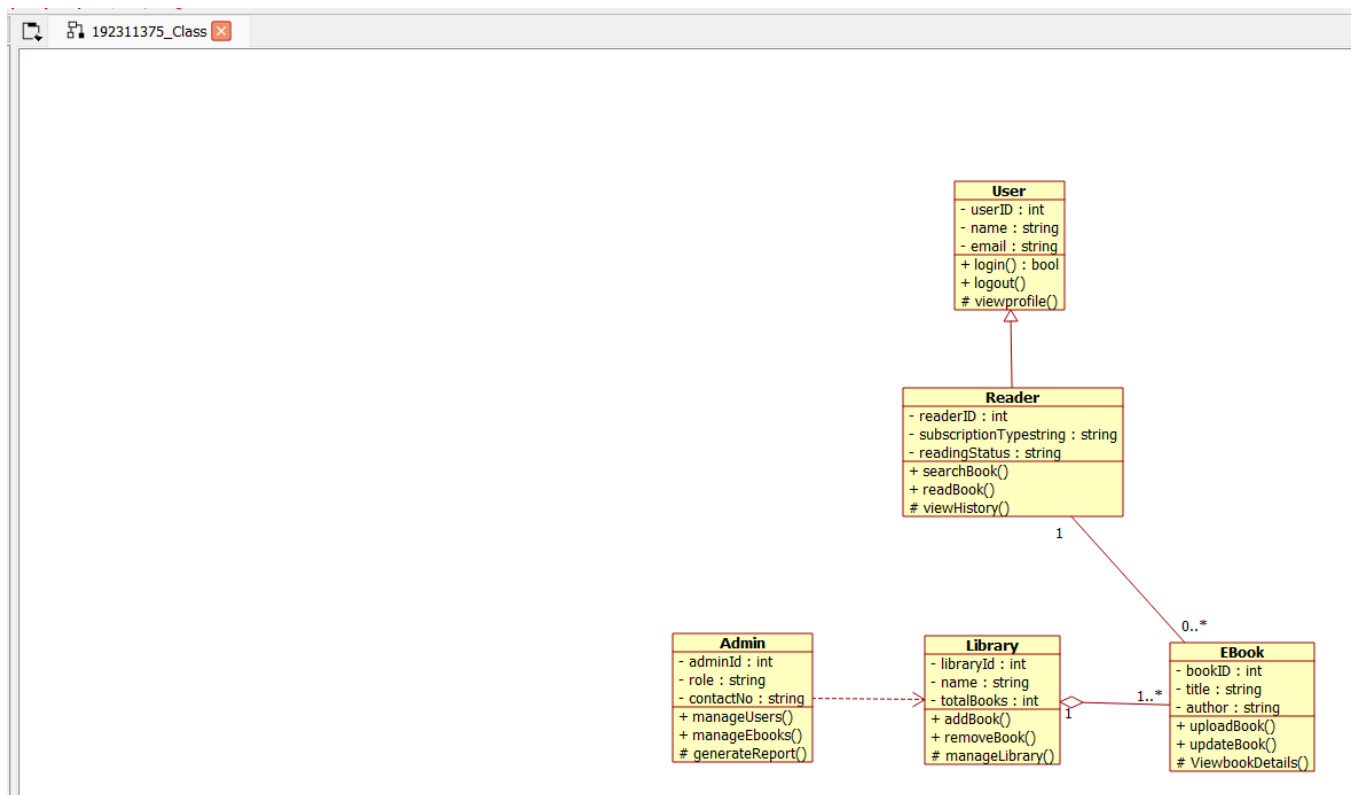 192311375_Class
User
- userID : int
- name : string
- email : string
+ login() : bool
+ logout()
# viewprofile()
Reader
- readerID : int
- subscriptionTypestring : string
- readingStatus : string
+ searchBook()
+ readBook()
# viewHistory()
1
0..*
Admin
- adminId : int
- role : string
- contactNo : string
+ manageUsers()
+ manageEbooks()
# generateReport()
Library
- libraryId : int
- name : string
- totalBooks : int
+ addBook()
+ removeBook()
# manageLibrary()
1
1..*
EBook
- bookID : int
- title : string
- author : string
+ uploadBook()
+ updateBook()
# ViewbookDetails()